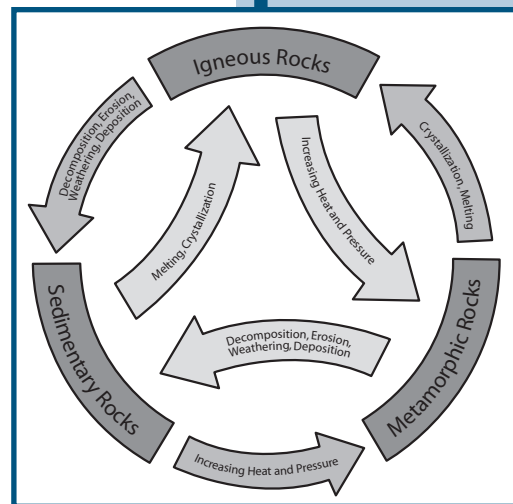 Igneous Rocks
Decomposition, Erosion,
Weathering, Deposition
Melting, Crystallization
Increasing Heat and Pressure
Crystallization, Melting
Sedimentary Rocks
Decomposition, Erosion,
Weathering, Deposition
Metamorphic Rocks
Increasing Heat and Pressure